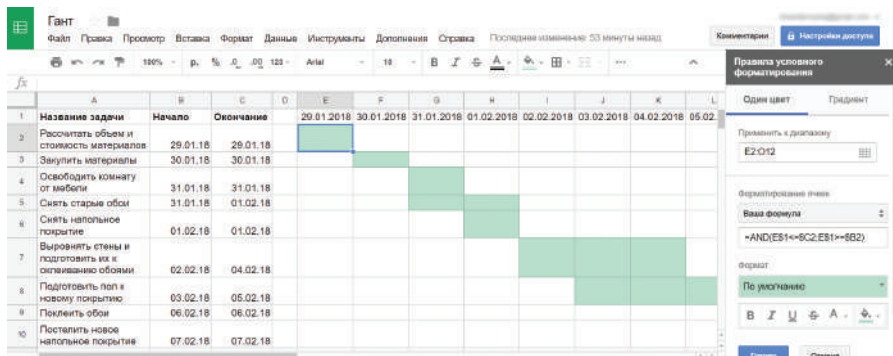 Гант
Файл Правка Просмотр Вставка Формат Данные Инструменты Дополнения Справка Последнее изменение: 53 минуты назад
Комментарии Настройки доступа
100% р. % .0 .00 123 Arial 10 B I S A
fx
A B C D E F G H I J K L
1 Название задачи Начало Окончание 29.01.2018 30.01.2018 31.01.2018 01.02.2018 02.02.2018 03.02.2018 04.02.2018 05.02.
2 Рассчитать объем и
стоимость материалов 29.01.18 29.01.18
3 Закупить материалы 30.01.18 30.01.18
4 Освободить комнату
от мебели 31.01.18 31.01.18
5 Снять старые обои 31.01.18 01.02.18
6 Снять напольное
покрытие 01.02.18 01.02.18
7 Выровнять стены и
подготовить их к
оклеиванию обоями 02.02.18 04.02.18
8 Подготовить пол к
новому покрытию 03.02.18 05.02.18
9 Поклеить обои 06.02.18 06.02.18
10 Постелить новое
напольное покрытие 07.02.18 07.02.18
Правила условного
форматирования
Один цвет Градиент
Применить к диапазону
E2:O12
Форматирование ячеек
Ваша формула
=AND(E$1<=$C2;E$1>=$B2)
Формат
По умолчанию
B I U S A
Готово Отмена